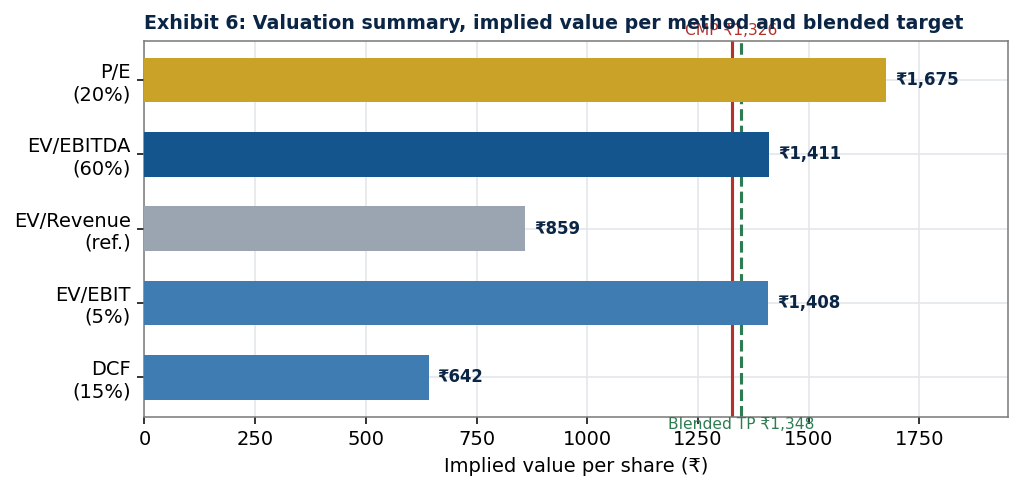 Exhibit 6: Valuation summary, implied value per method and blended target
CMP ₹1,326
P/E
(20%)
₹1,675
EV/EBITDA
(60%)
₹1,411
EV/Revenue
(ref.)
₹859
EV/EBIT
(5%)
₹1,408
DCF
(15%)
₹642
Blended TP ₹1,348
0 250 500 750 1000 1250 1500 1750
Implied value per share (₹)